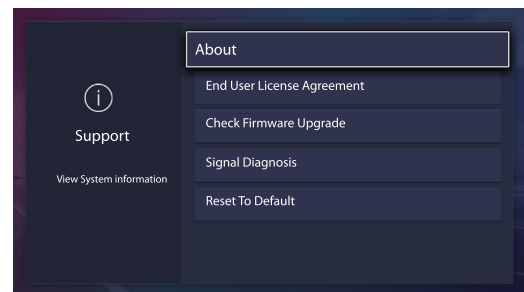 Support
View System information
About
End User License Agreement
Check Firmware Upgrade
Signal Diagnosis
Reset To Default